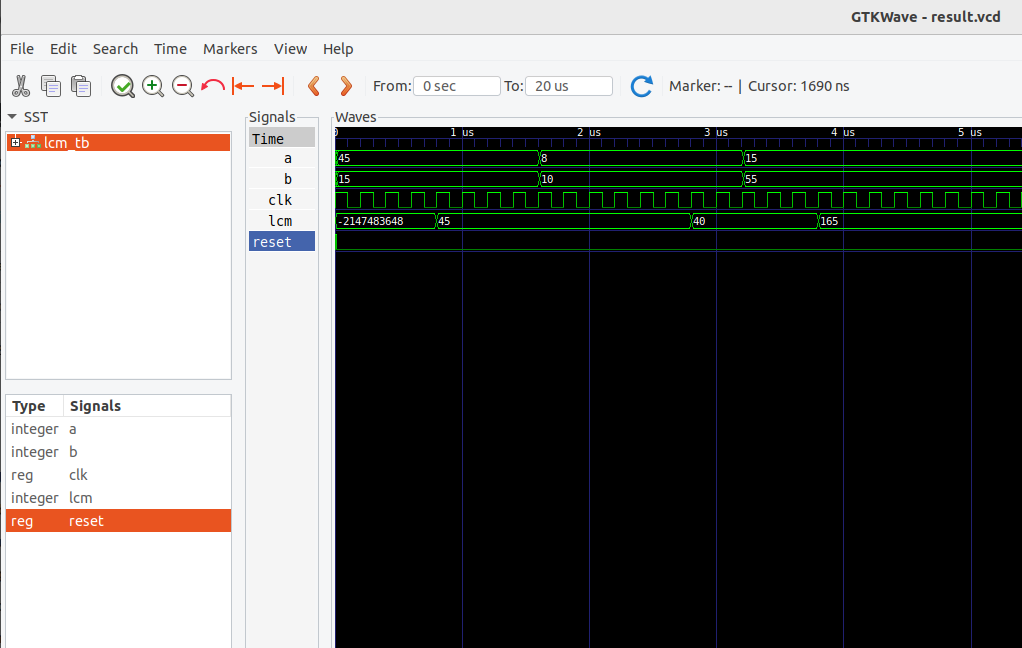 GTKWave - result.vcd
File Edit Search Time Markers View Help
From: 0 sec To: 20 us Marker: -- | Cursor: 1690 ns
SST
lcm_tb
Type Signals
integer a
integer b
reg clk
integer lcm
reg reset
Signals
Time
a
b
clk
lcm
reset
Waves
0 1 us 2 us 3 us 4 us 5 us
45 8 15
15 10 55
-2147483648 45 40 165